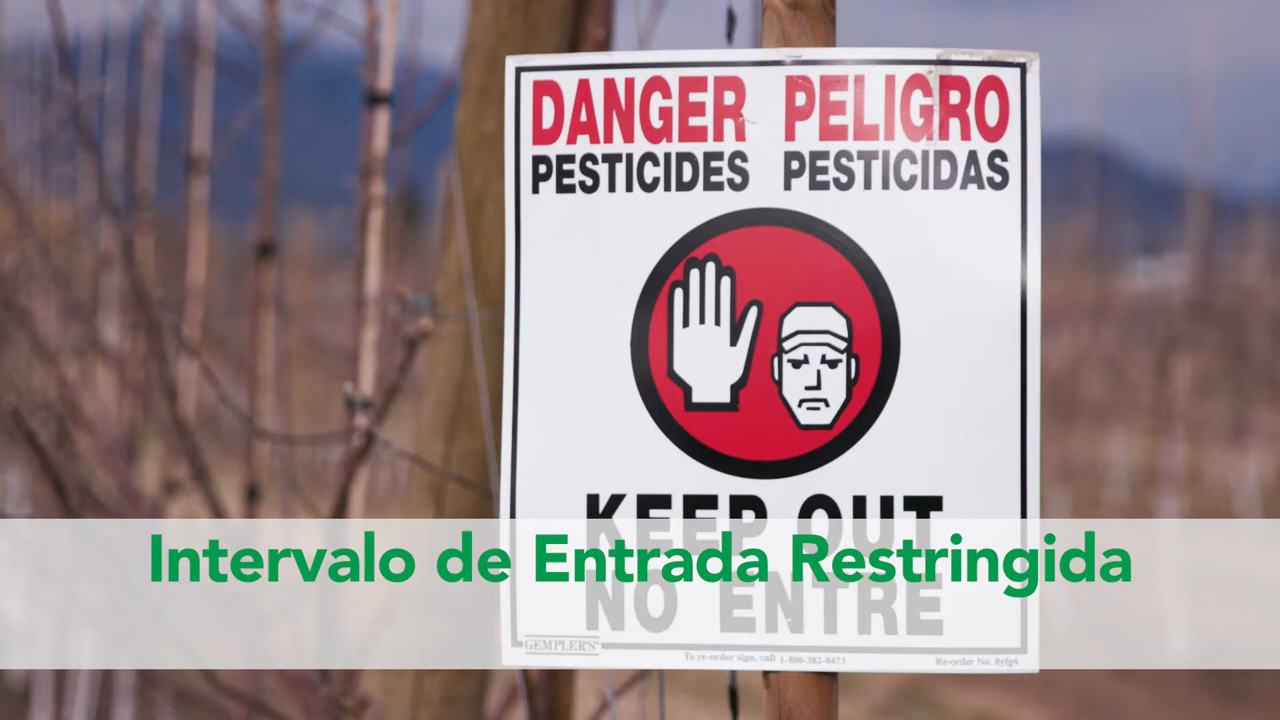 DANGER PELIGRO
PESTICIDES PESTICIDAS
KEEP OUT
Intervalo de Entrada Restringida
NO ENTRE
GEMPLER'S
To re-order sign, call 1-800-382-8473
Re-order No. 8yfg4